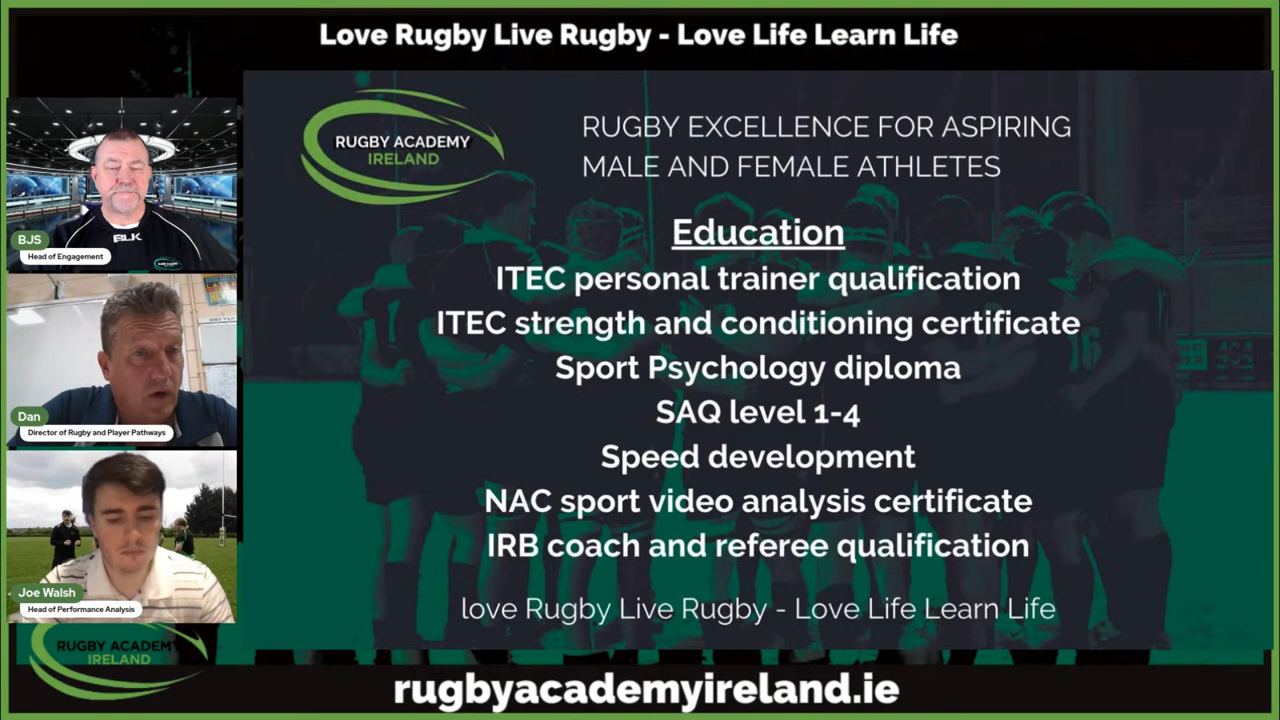 Love Rugby Live Rugby - Love Life Learn Life
RUGBY ACADEMY
IRELAND
RUGBY EXCELLENCE FOR ASPIRING
MALE AND FEMALE ATHLETES
Education
ITEC personal trainer qualification
ITEC strength and conditioning certificate
Sport Psychology diploma
SAQ level 1-4
Speed development
NAC sport video analysis certificate
IRB coach and referee qualification
love Rugby Live Rugby - Love Life Learn Life
BLK
BJS
Head of Engagement
Dan
Director of Rugby and Player Pathways
Joe Walsh
Head of Performance Analysis
RUGBY ACADEMY
IRELAND
rugbyacademyireland.ie